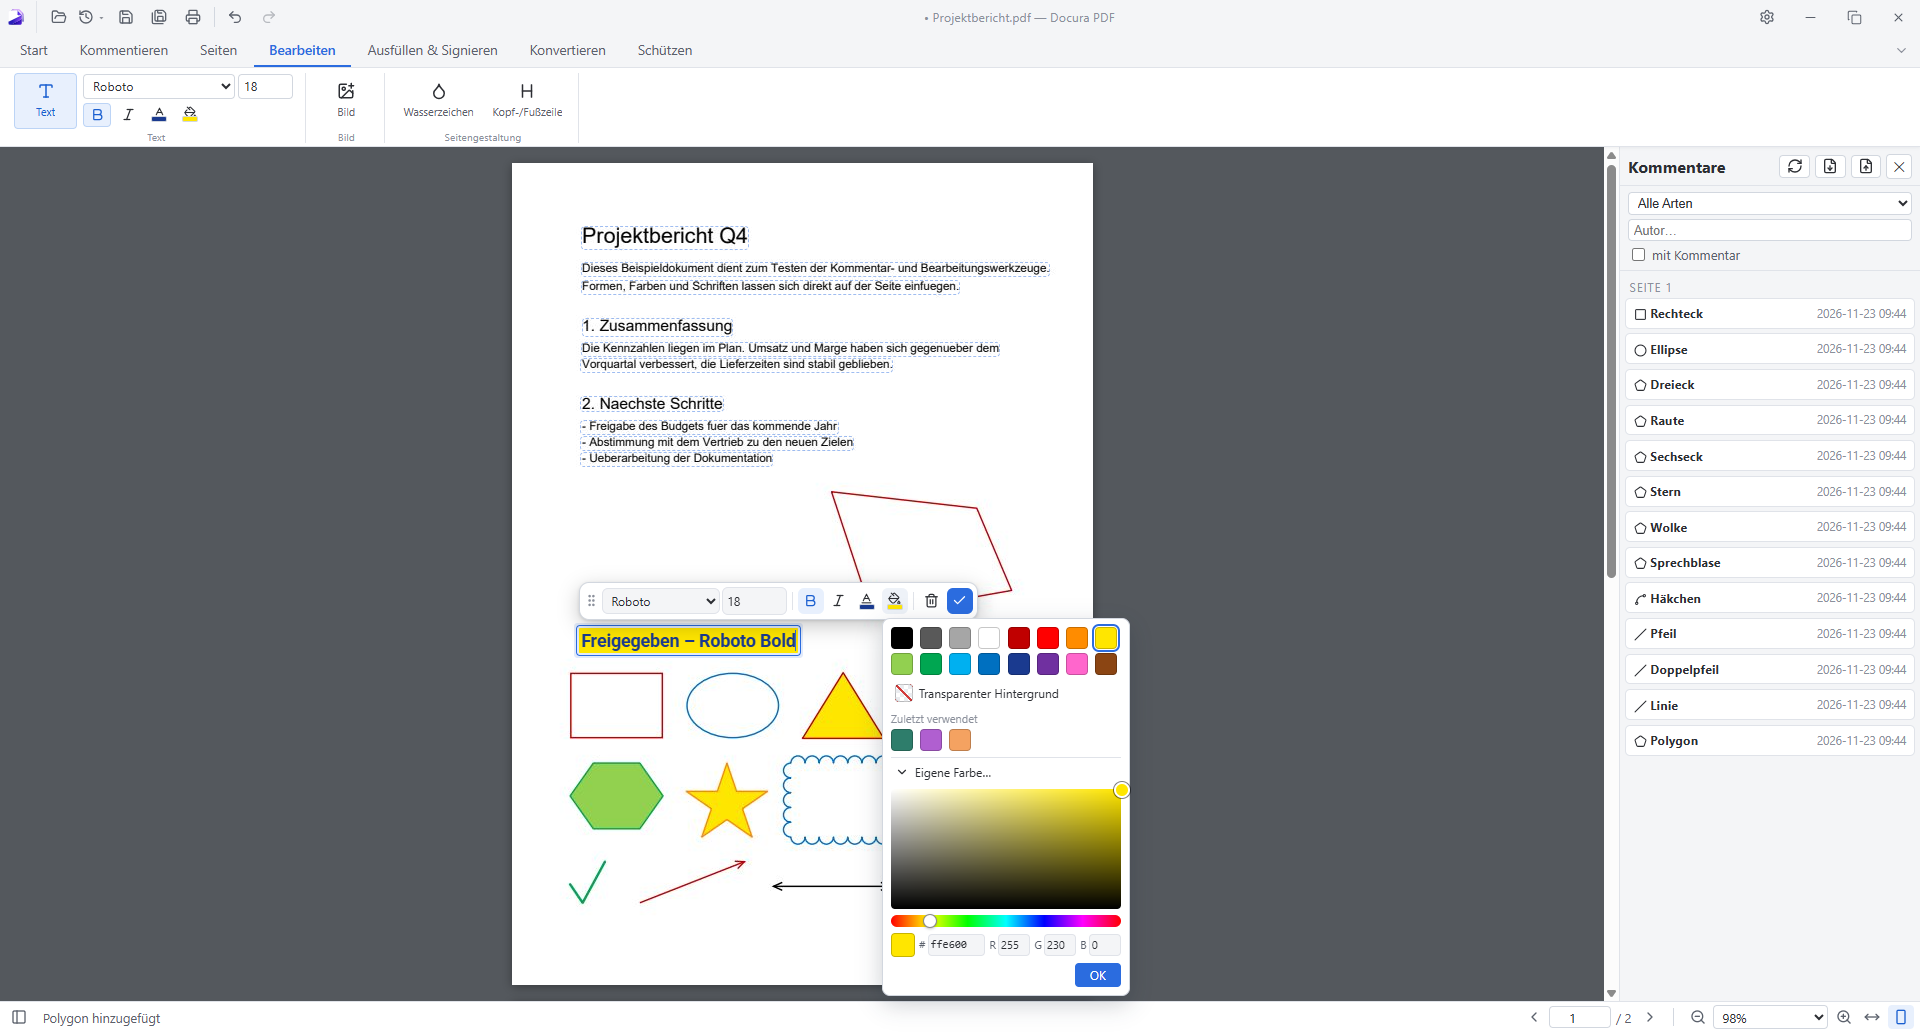 • Projektbericht.pdf — Docura PDF
Start
Kommentieren
Seiten
Bearbeiten
Ausfüllen & Signieren
Konvertieren
Schützen
Text
Roboto
18
B
I
A
Text
Bild
Bild
Wasserzeichen
H
Kopf-/Fußzeile
Seitengestaltung
Projektbericht Q4
Dieses Beispieldokument dient zum Testen der Kommentar- und Bearbeitungswerkzeuge.
Formen, Farben und Schriften lassen sich direkt auf der Seite einfuegen.
1. Zusammenfassung
Die Kennzahlen liegen im Plan. Umsatz und Marge haben sich gegenueber dem
Vorquartal verbessert, die Lieferzeiten sind stabil geblieben.
2. Naechste Schritte
- Freigabe des Budgets fuer das kommende Jahr
- Abstimmung mit dem Vertrieb zu den neuen Zielen
- Ueberarbeitung der Dokumentation
Roboto
18
B
I
A
Freigegeben – Roboto Bold
Transparenter Hintergrund
Zuletzt verwendet
Eigene Farbe...
# ffe600 R 255 G 230 B 0
OK
Kommentare
Alle Arten
Autor...
mit Kommentar
SEITE 1
Rechteck 2026-11-23 09:44
Ellipse 2026-11-23 09:44
Dreieck 2026-11-23 09:44
Raute 2026-11-23 09:44
Sechseck 2026-11-23 09:44
Stern 2026-11-23 09:44
Wolke 2026-11-23 09:44
Sprechblase 2026-11-23 09:44
Häkchen 2026-11-23 09:44
Pfeil 2026-11-23 09:44
Doppelpfeil 2026-11-23 09:44
Linie 2026-11-23 09:44
Polygon 2026-11-23 09:44
Polygon hinzugefügt
1 / 2
98%